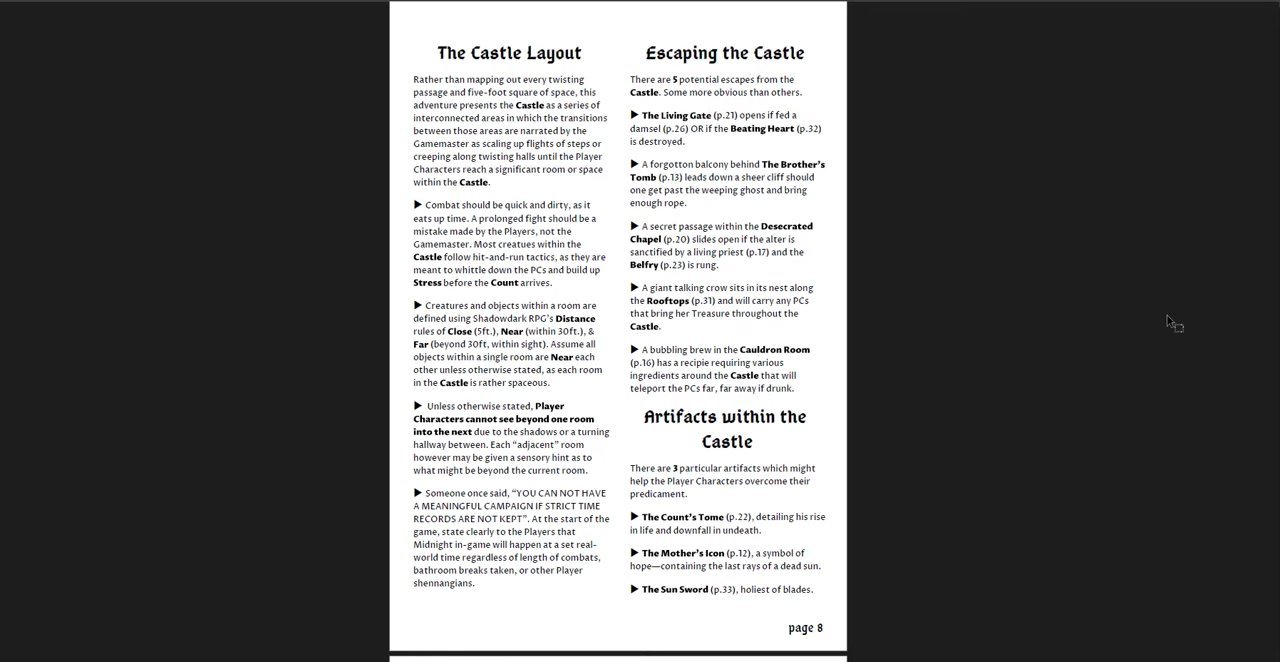 The Castle Layout
Rather than mapping out every twisting
passage and five-foot square of space, this
adventure presents the Castle as a series of
interconnected areas in which the transitions
between those areas are narrated by the
Gamemaster as scaling up flights of steps or
creeping along twisting halls until the Player
Characters reach a significant room or space
within the Castle.
▶ Combat should be quick and dirty, as it
eats up time. A prolonged fight should be a
mistake made by the Players, not the
Gamemaster. Most creatues within the
Castle follow hit-and-run tactics, as they are
meant to whittle down the PCs and build up
Stress before the Count arrives.
▶ Creatures and objects within a room are
defined using Shadowdark RPG's Distance
rules of Close (5ft.), Near (within 30ft.), &
Far (beyond 30ft, within sight). Assume all
objects within a single room are Near each
other unless otherwise stated, as each room
in the Castle is rather spaceous.
▶ Unless otherwise stated, Player
Characters cannot see beyond one room
into the next due to the shadows or a turning
hallway between. Each "adjacent" room
however may be given a sensory hint as to
what might be beyond the current room.
▶ Someone once said, "YOU CAN NOT HAVE
A MEANINGFUL CAMPAIGN IF STRICT TIME
RECORDS ARE NOT KEPT". At the start of the
game, state clearly to the Players that
Midnight in-game will happen at a set real-
world time regardless of length of combats,
bathroom breaks taken, or other Player
shennangians.
Escaping the Castle
There are 5 potential escapes from the
Castle. Some more obvious than others.
▶ The Living Gate (p.21) opens if fed a
damsel (p.26) OR if the Beating Heart (p.32)
is destroyed.
▶ A forgotton balcony behind The Brother's
Tomb (p.13) leads down a sheer cliff should
one get past the weeping ghost and bring
enough rope.
▶ A secret passage within the Desecrated
Chapel (p.20) slides open if the alter is
sanctified by a living priest (p.17) and the
Belfry (p.23) is rung.
▶ A giant talking crow sits in its nest along
the Rooftops (p.31) and will carry any PCs
that bring her Treasure throughout the
Castle.
▶ A bubbling brew in the Cauldron Room
(p.16) has a recipie requiring various
ingredients around the Castle that will
teleport the PCs far, far away if drunk.
Artifacts within the
Castle
There are 3 particular artifacts which might
help the Player Characters overcome their
predicament.
▶ The Count's Tome (p.22), detailing his rise
in life and downfall in undeath.
▶ The Mother's Icon (p.12), a symbol of
hope—containing the last rays of a dead sun.
▶ The Sun Sword (p.33), holiest of blades.
page 8